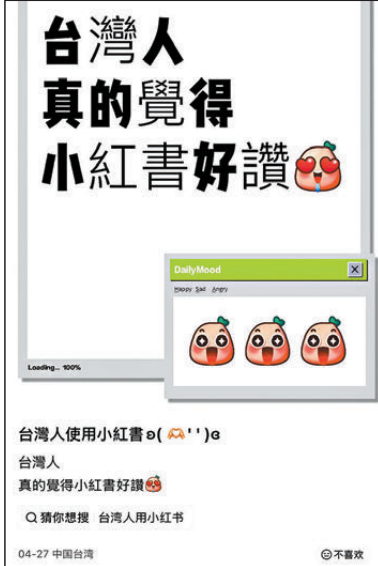 台灣人
真的覺得
小紅書好讚🥰
DailyMood
X
Happy Sad Angry
Loading... 100%
台灣人使用小紅書ʚ( 🫶🏻' ' )ɞ
台灣人
真的覺得小紅書好讚🥰
猜你想搜 台湾人用小红书
04-27 中国台湾
不喜欢